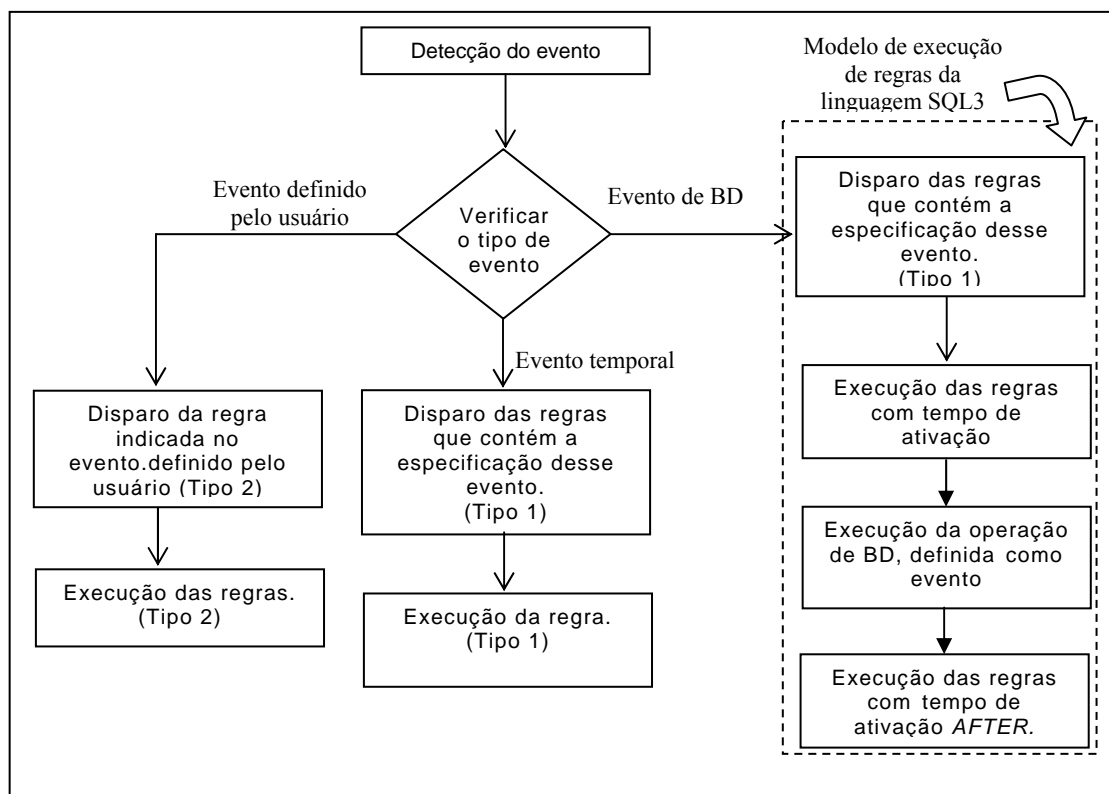 Detecção do evento
Modelo de execução
de regras da
linguagem SQL3
Evento definido
pelo usuário
Verificar
o tipo de
evento
Evento de BD
Disparo das regras
que contém a
especificação desse
evento.
(Tipo 1)
Evento temporal
Disparo da regra
indicada no
evento.definido pelo
usuário (Tipo 2)
Disparo das regras
que contém a
especificação desse
evento.
(Tipo 1)
Execução das regras
com tempo de
ativação
Execução da operação
de BD, definida como
evento
Execução das regras.
(Tipo 2)
Execução da regra.
(Tipo 1)
Execução das regras
com tempo de
ativação AFTER.